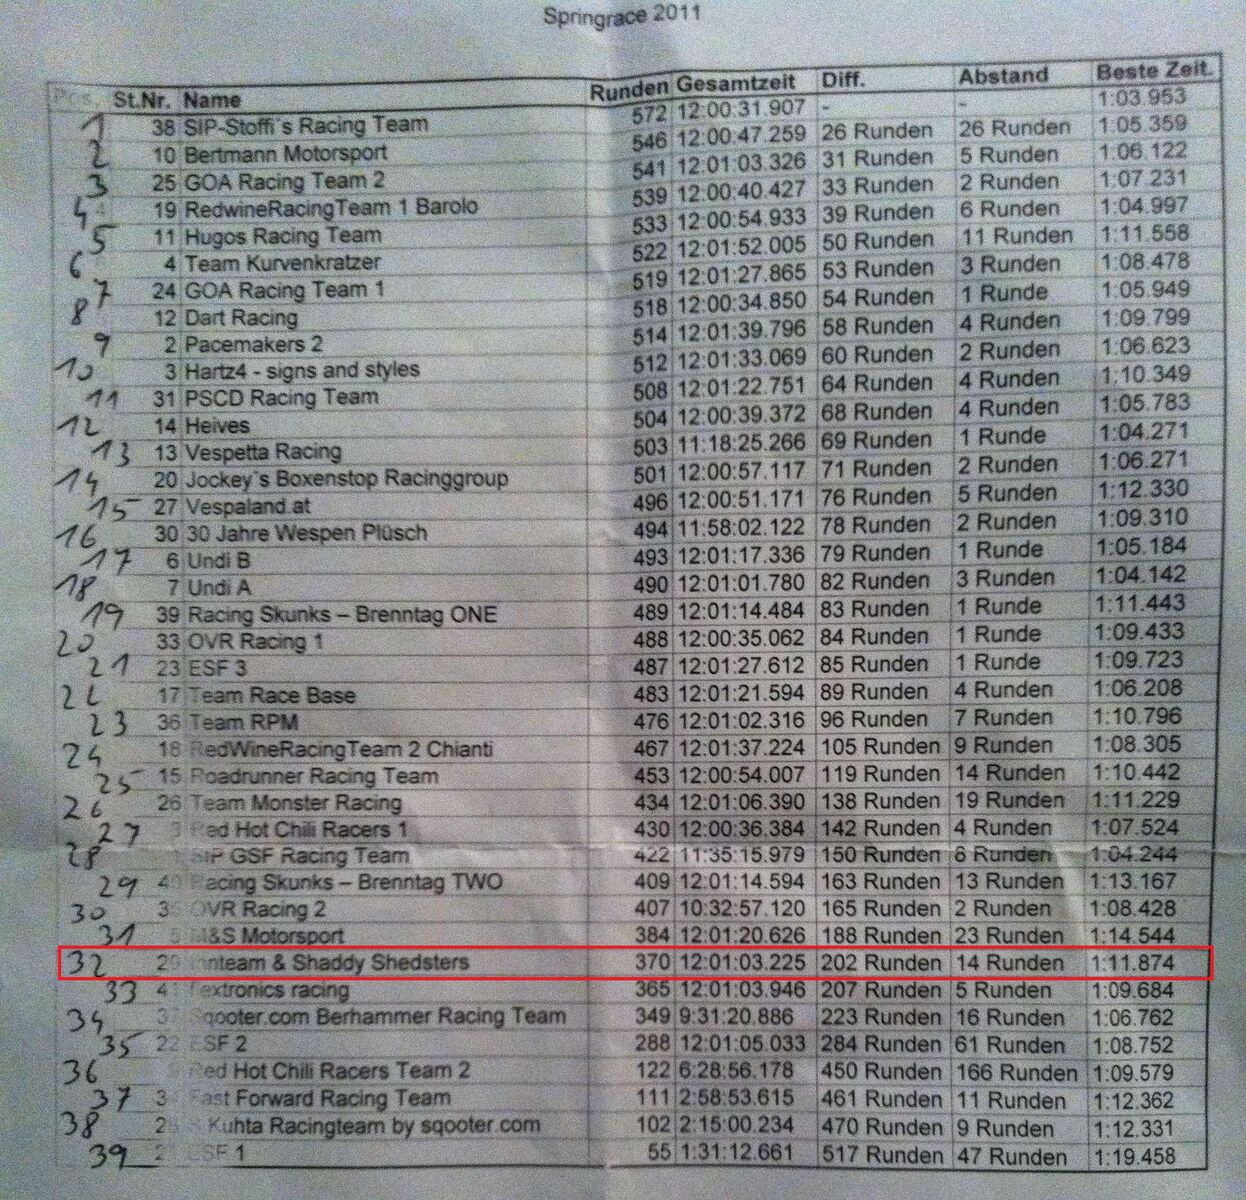 Springrace 2011
Pos. St.Nr. Name Runden Gesamtzeit Diff. Abstand Beste Zeit.
1 38 SIP-Stoffi´s Racing Team 572 12:00:31.907 - - 1:03.953
2 10 Bertmann Motorsport 546 12:00:47.259 26 Runden 26 Runden 1:05.359
3 25 GOA Racing Team 2 541 12:01:03.326 31 Runden 5 Runden 1:06.122
4 19 RedwineRacingTeam 1 Barolo 539 12:00:40.427 33 Runden 2 Runden 1:07.231
5 11 Hugos Racing Team 533 12:00:54.933 39 Runden 6 Runden 1:04.997
6 4 Team Kurvenkratzer 522 12:01:52.005 50 Runden 11 Runden 1:11.558
7 24 GOA Racing Team 1 519 12:01:27.865 53 Runden 3 Runden 1:08.478
8 12 Dart Racing 518 12:00:34.850 54 Runden 1 Runde 1:05.949
9 2 Pacemakers 2 514 12:01:39.796 58 Runden 4 Runden 1:09.799
10 3 Hartz4 - signs and styles 512 12:01:33.069 60 Runden 2 Runden 1:06.623
11 31 PSCD Racing Team 508 12:01:22.751 64 Runden 4 Runden 1:10.349
12 14 Heives 504 12:00:39.372 68 Runden 4 Runden 1:05.783
13 13 Vespetta Racing 503 11:18:25.266 69 Runden 1 Runde 1:04.271
14 20 Jockey´s Boxenstop Racinggroup 501 12:00:57.117 71 Runden 2 Runden 1:06.271
15 27 Vespaland.at 496 12:00:51.171 76 Runden 5 Runden 1:12.330
16 30 30 Jahre Wespen Plüsch 494 11:58:02.122 78 Runden 2 Runden 1:09.310
17 6 Undi B 493 12:01:17.336 79 Runden 1 Runde 1:05.184
18 7 Undi A 490 12:01:01.780 82 Runden 3 Runden 1:04.142
19 39 Racing Skunks – Brenntag ONE 489 12:01:14.484 83 Runden 1 Runde 1:11.443
20 33 OVR Racing 1 488 12:00:35.062 84 Runden 1 Runde 1:09.433
21 23 ESF 3 487 12:01:27.612 85 Runden 1 Runde 1:09.723
22 17 Team Race Base 483 12:01:21.594 89 Runden 4 Runden 1:06.208
23 36 Team RPM 476 12:01:02.316 96 Runden 7 Runden 1:10.796
24 18 RedWineRacingTeam 2 Chianti 467 12:01:37.224 105 Runden 9 Runden 1:08.305
25 15 Roadrunner Racing Team 453 12:00:54.007 119 Runden 14 Runden 1:10.442
26 26 Team Monster Racing 434 12:01:06.390 138 Runden 19 Runden 1:11.229
27 Red Hot Chili Racers 1 430 12:00:36.384 142 Runden 4 Runden 1:07.524
28 SIP GSF Racing Team 422 11:35:15.979 150 Runden 8 Runden 1:04.244
29 40 Racing Skunks – Brenntag TWO 409 12:01:14.594 163 Runden 13 Runden 1:13.167
30 OVR Racing 2 407 10:32:57.120 165 Runden 2 Runden 1:08.428
31 5 M&S Motorsport 384 12:01:20.626 188 Runden 23 Runden 1:14.544
32 Innteam & Shaddy Shedsters 370 12:01:03.225 202 Runden 14 Runden 1:11.874
33 41 flextronics racing 365 12:01:03.946 207 Runden 5 Runden 1:09.684
34 37 Sqooter.com Berhammer Racing Team 349 9:31:20.886 223 Runden 16 Runden 1:06.762
35 22 ESF 2 288 12:01:05.033 284 Runden 61 Runden 1:08.752
36 Red Hot Chili Racers Team 2 122 6:28:56.178 450 Runden 166 Runden 1:09.579
37 Fast Forward Racing Team 111 2:58:53.615 461 Runden 11 Runden 1:12.362
38 Kuhta Racingteam by sqooter.com 102 2:15:00.234 470 Runden 9 Runden 1:12.331
39 ESF 1 55 1:31:12.661 517 Runden 47 Runden 1:19.458